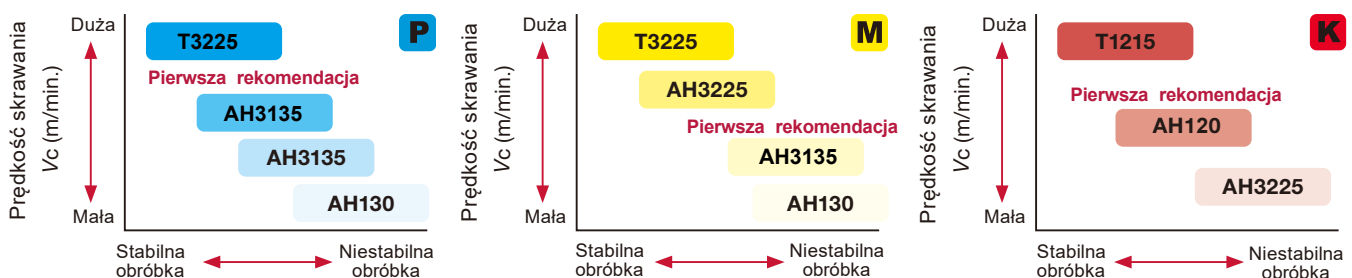 Prędkość skrawania
Vc (m/min.)
Duża
Mała
P
T3225
Pierwsza rekomendacja
AH3135
AH3135
AH130
Stabilna
obróbka
Niestabilna
obróbka
Prędkość skrawania
Vc (m/min.)
Duża
Mała
M
T3225
AH3225
Pierwsza rekomendacja
AH3135
AH130
Stabilna
obróbka
Niestabilna
obróbka
Prędkość skrawania
Vc (m/min.)
Duża
Mała
K
T1215
Pierwsza rekomendacja
AH120
AH3225
Stabilna
obróbka
Niestabilna
obróbka